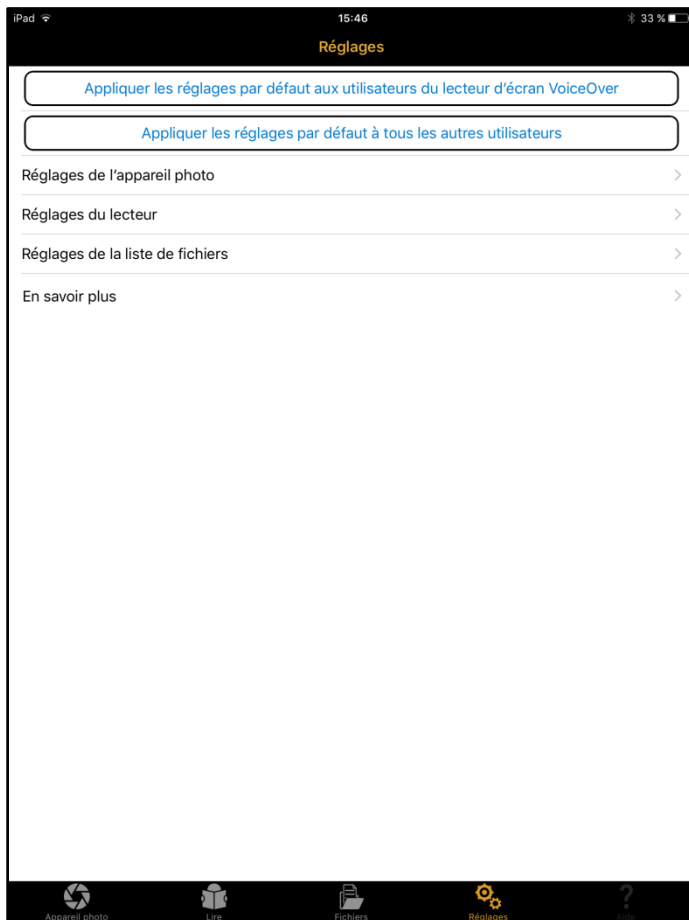 iPad 15:46 33 %
Réglages
Appliquer les réglages par défaut aux utilisateurs du lecteur d’écran VoiceOver
Appliquer les réglages par défaut à tous les autres utilisateurs
Réglages de l’appareil photo
Réglages du lecteur
Réglages de la liste de fichiers
En savoir plus
Appareil photo Lire Fichiers Réglages Aide